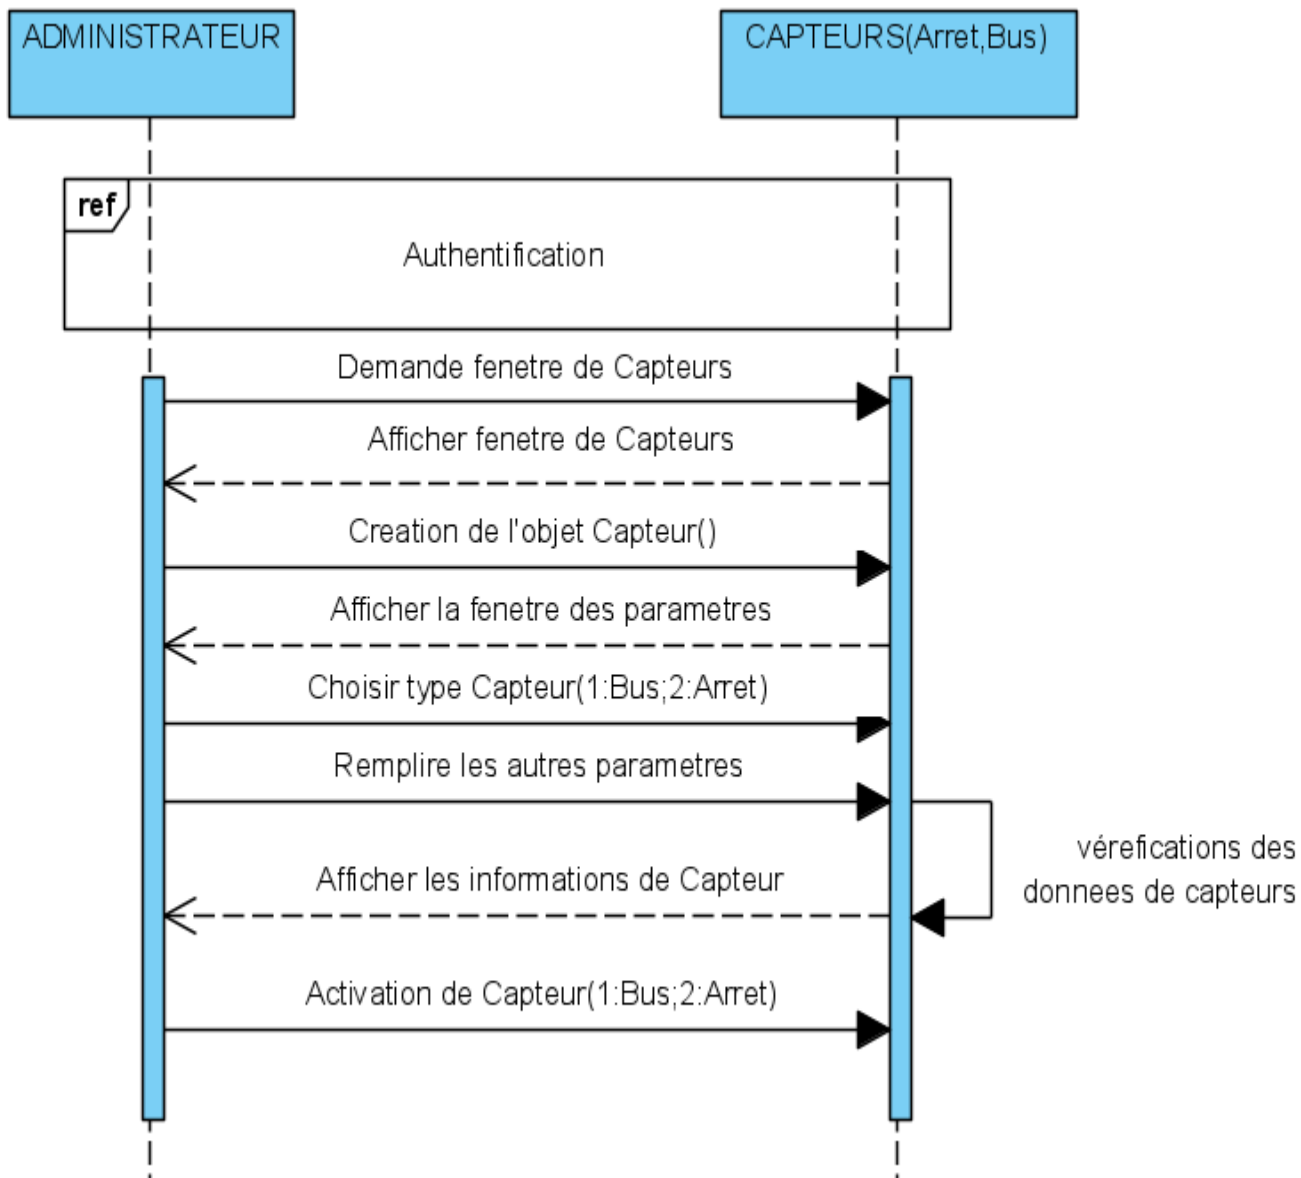 ADMINISTRATEUR
CAPTEURS(Arret,Bus)
ref
Authentification
Demande fenetre de Capteurs
Afficher fenetre de Capteurs
Creation de l'objet Capteur()
Afficher la fenetre des parametres
Choisir type Capteur(1:Bus;2:Arret)
Remplire les autres parametres
vérefications des
donnees de capteurs
Afficher les informations de Capteur
Activation de Capteur(1:Bus;2:Arret)